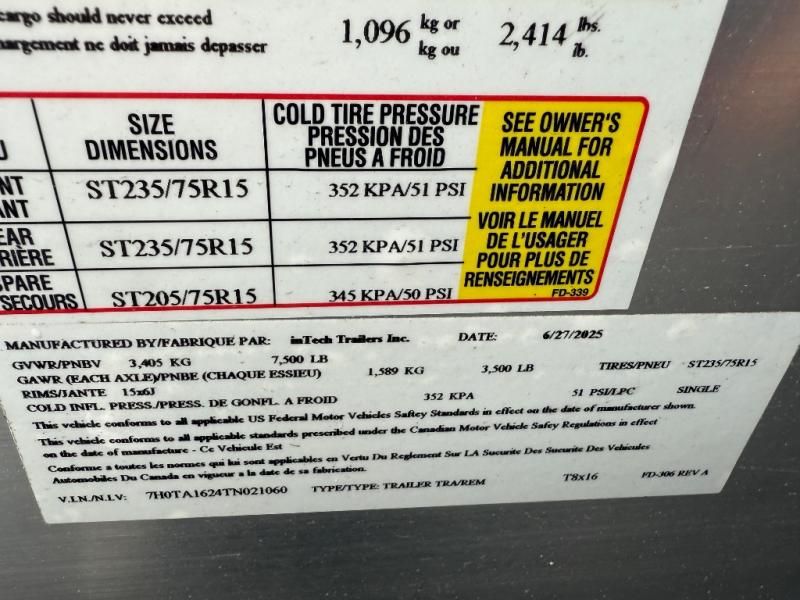 cargo should never exceed 1,096 kg or 2,414 lbs.
hargement ne doit jamais depasser kg ou lb.
SIZE COLD TIRE PRESSURE
DIMENSIONS PRESSION DES
PNEUS A FROID
NT ST235/75R15 352 KPA/51 PSI
ANT
EAR ST235/75R15 352 KPA/51 PSI
RIÈRE
PARE ST205/75R15 345 KPA/50 PSI
SECOURS
SEE OWNER'S
MANUAL FOR
ADDITIONAL
INFORMATION
VOIR LE MANUEL
DE L'USAGER
POUR PLUS DE
RENSEIGNEMENTS
FD-339
MANUFACTURED BY/FABRIQUE PAR: inTech Trailers Inc. DATE: 6/27/2025
GVWR/PNBV 3,405 KG 7,500 LB
GAWR (EACH AXLE)/PNBE (CHAQUE ESSIEU) 1,589 KG 3,500 LB TIRES/PNEU ST235/75R15
RIMS/JANTE 15x6J
COLD INFL. PRESS./PRESS. DE GONFL. A FROID 352 KPA 51 PSI/LPC SINGLE
This vehicle conforms to all applicable US Federal Motor Vehicles Saftey Standards in effect on the date of manufacturer shown.
This vehicle conforms to all applicable standards prescribed under the Canadian Motor Vehicle Safey Regulations in effect
on the date of manufacture - Ce Vehicule Est
Conforme a toutes les normes qui lui sont applicables en Vertu Du Reglement Sur LA Sucurite Des Sucurite Des Vehicules
Automobiles Du Canada en vigueur a la date de sa fabrication.
V.I.N./N.I.V: 7H0TA1624TN021060 TYPE/TYPE: TRAILER TRA/REM T8x16 FD-306 REV A